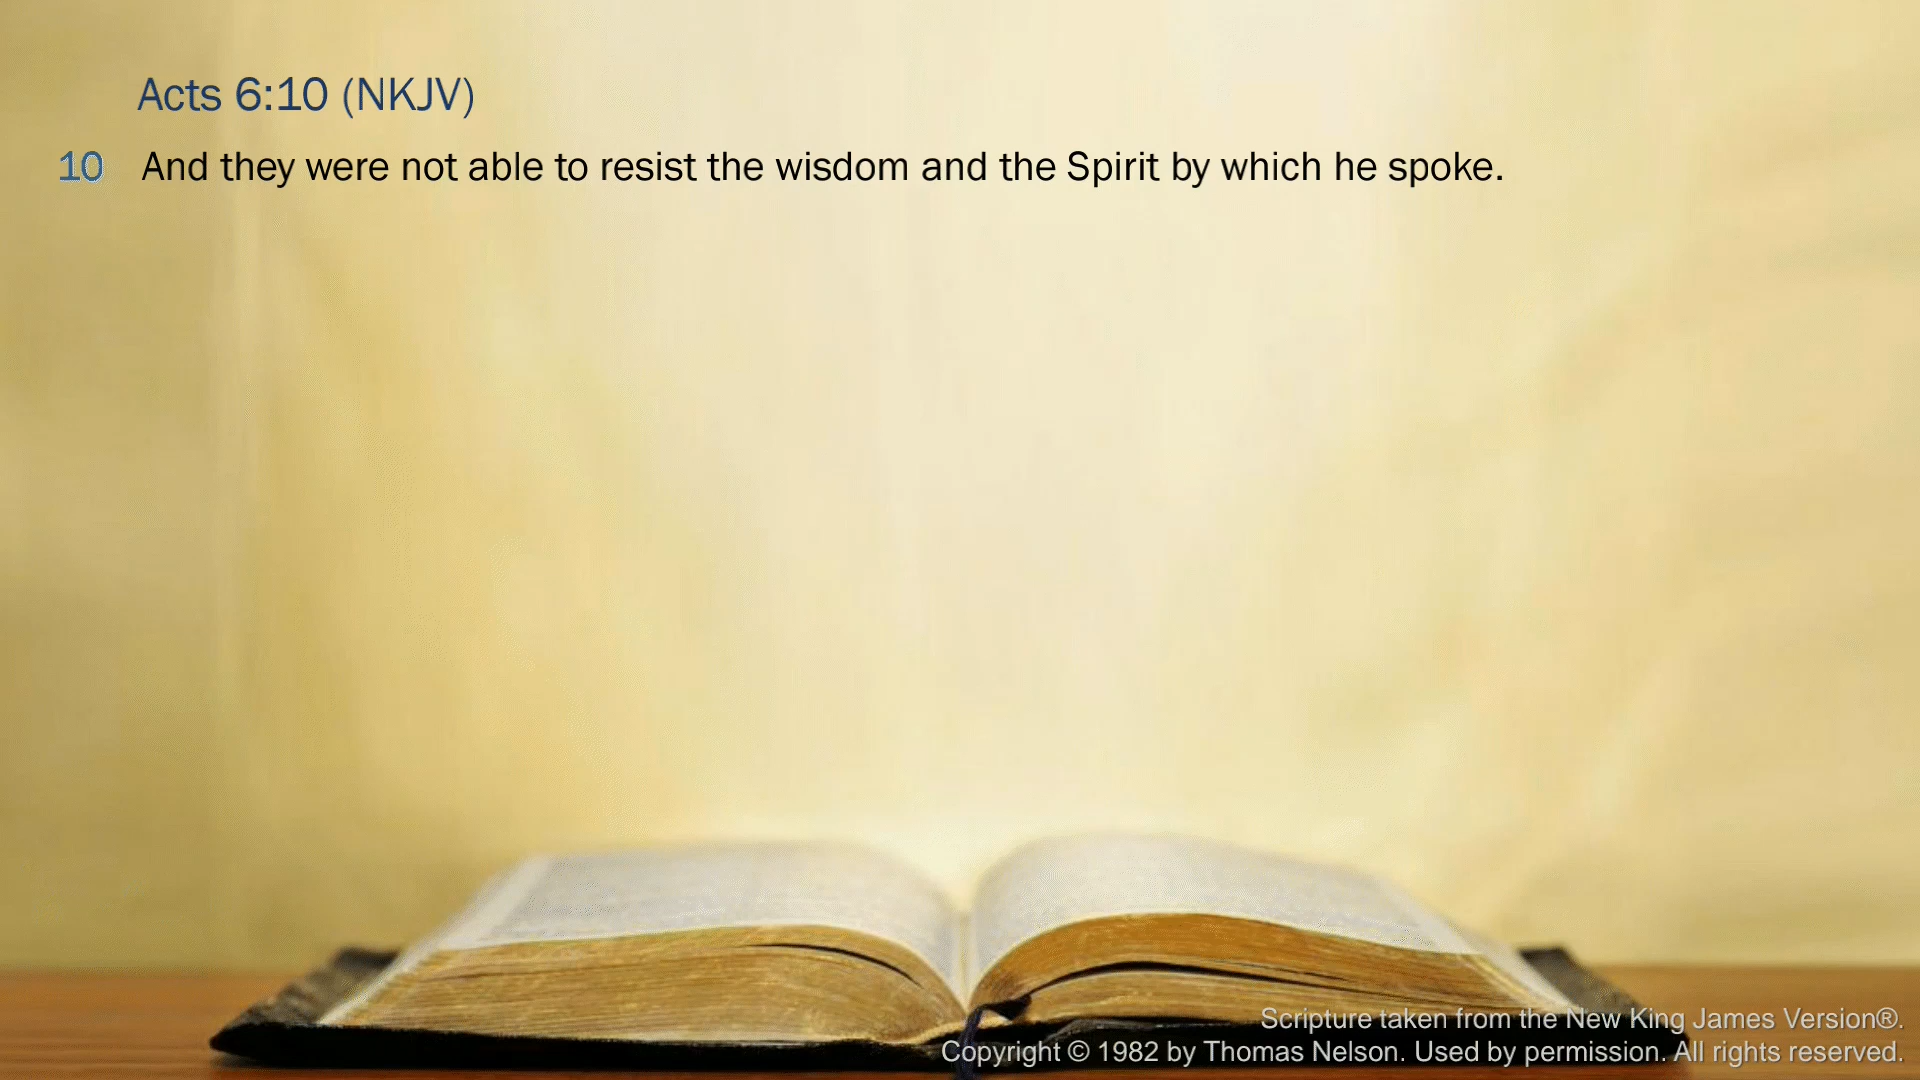 Acts 6:10 (NKJV)
10 And they were not able to resist the wisdom and the Spirit by which he spoke.
Scripture taken from the New King James Version®.
Copyright © 1982 by Thomas Nelson. Used by permission. All rights reserved.